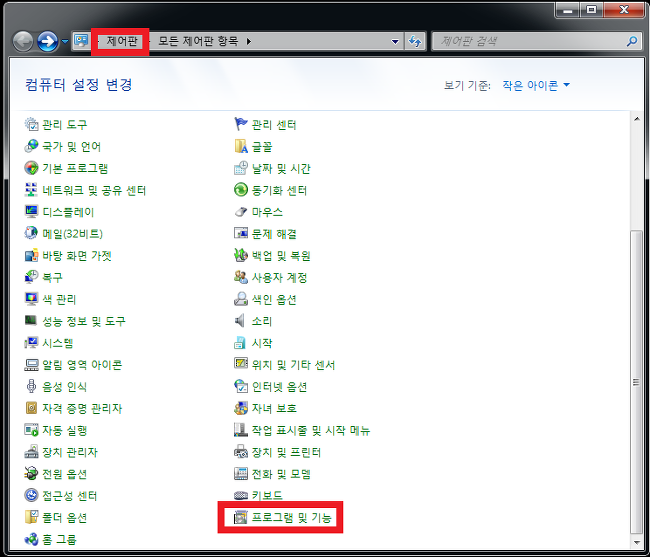 제어판 모든 제어판 항목 제어판 검색
컴퓨터 설정 변경 보기 기준: 작은 아이콘
관리 도구 관리 센터
국가 및 언어 글꼴
기본 프로그램 날짜 및 시간
네트워크 및 공유 센터 동기화 센터
디스플레이 마우스
메일(32비트) 문제 해결
바탕 화면 가젯 백업 및 복원
복구 사용자 계정
색 관리 색인 옵션
성능 정보 및 도구 소리
시스템 시작
알림 영역 아이콘 위치 및 기타 센서
음성 인식 인터넷 옵션
자격 증명 관리자 자녀 보호
자동 실행 작업 표시줄 및 시작 메뉴
장치 관리자 장치 및 프린터
전원 옵션 전화 및 모뎀
접근성 센터 키보드
폴더 옵션 프로그램 및 기능
홈 그룹